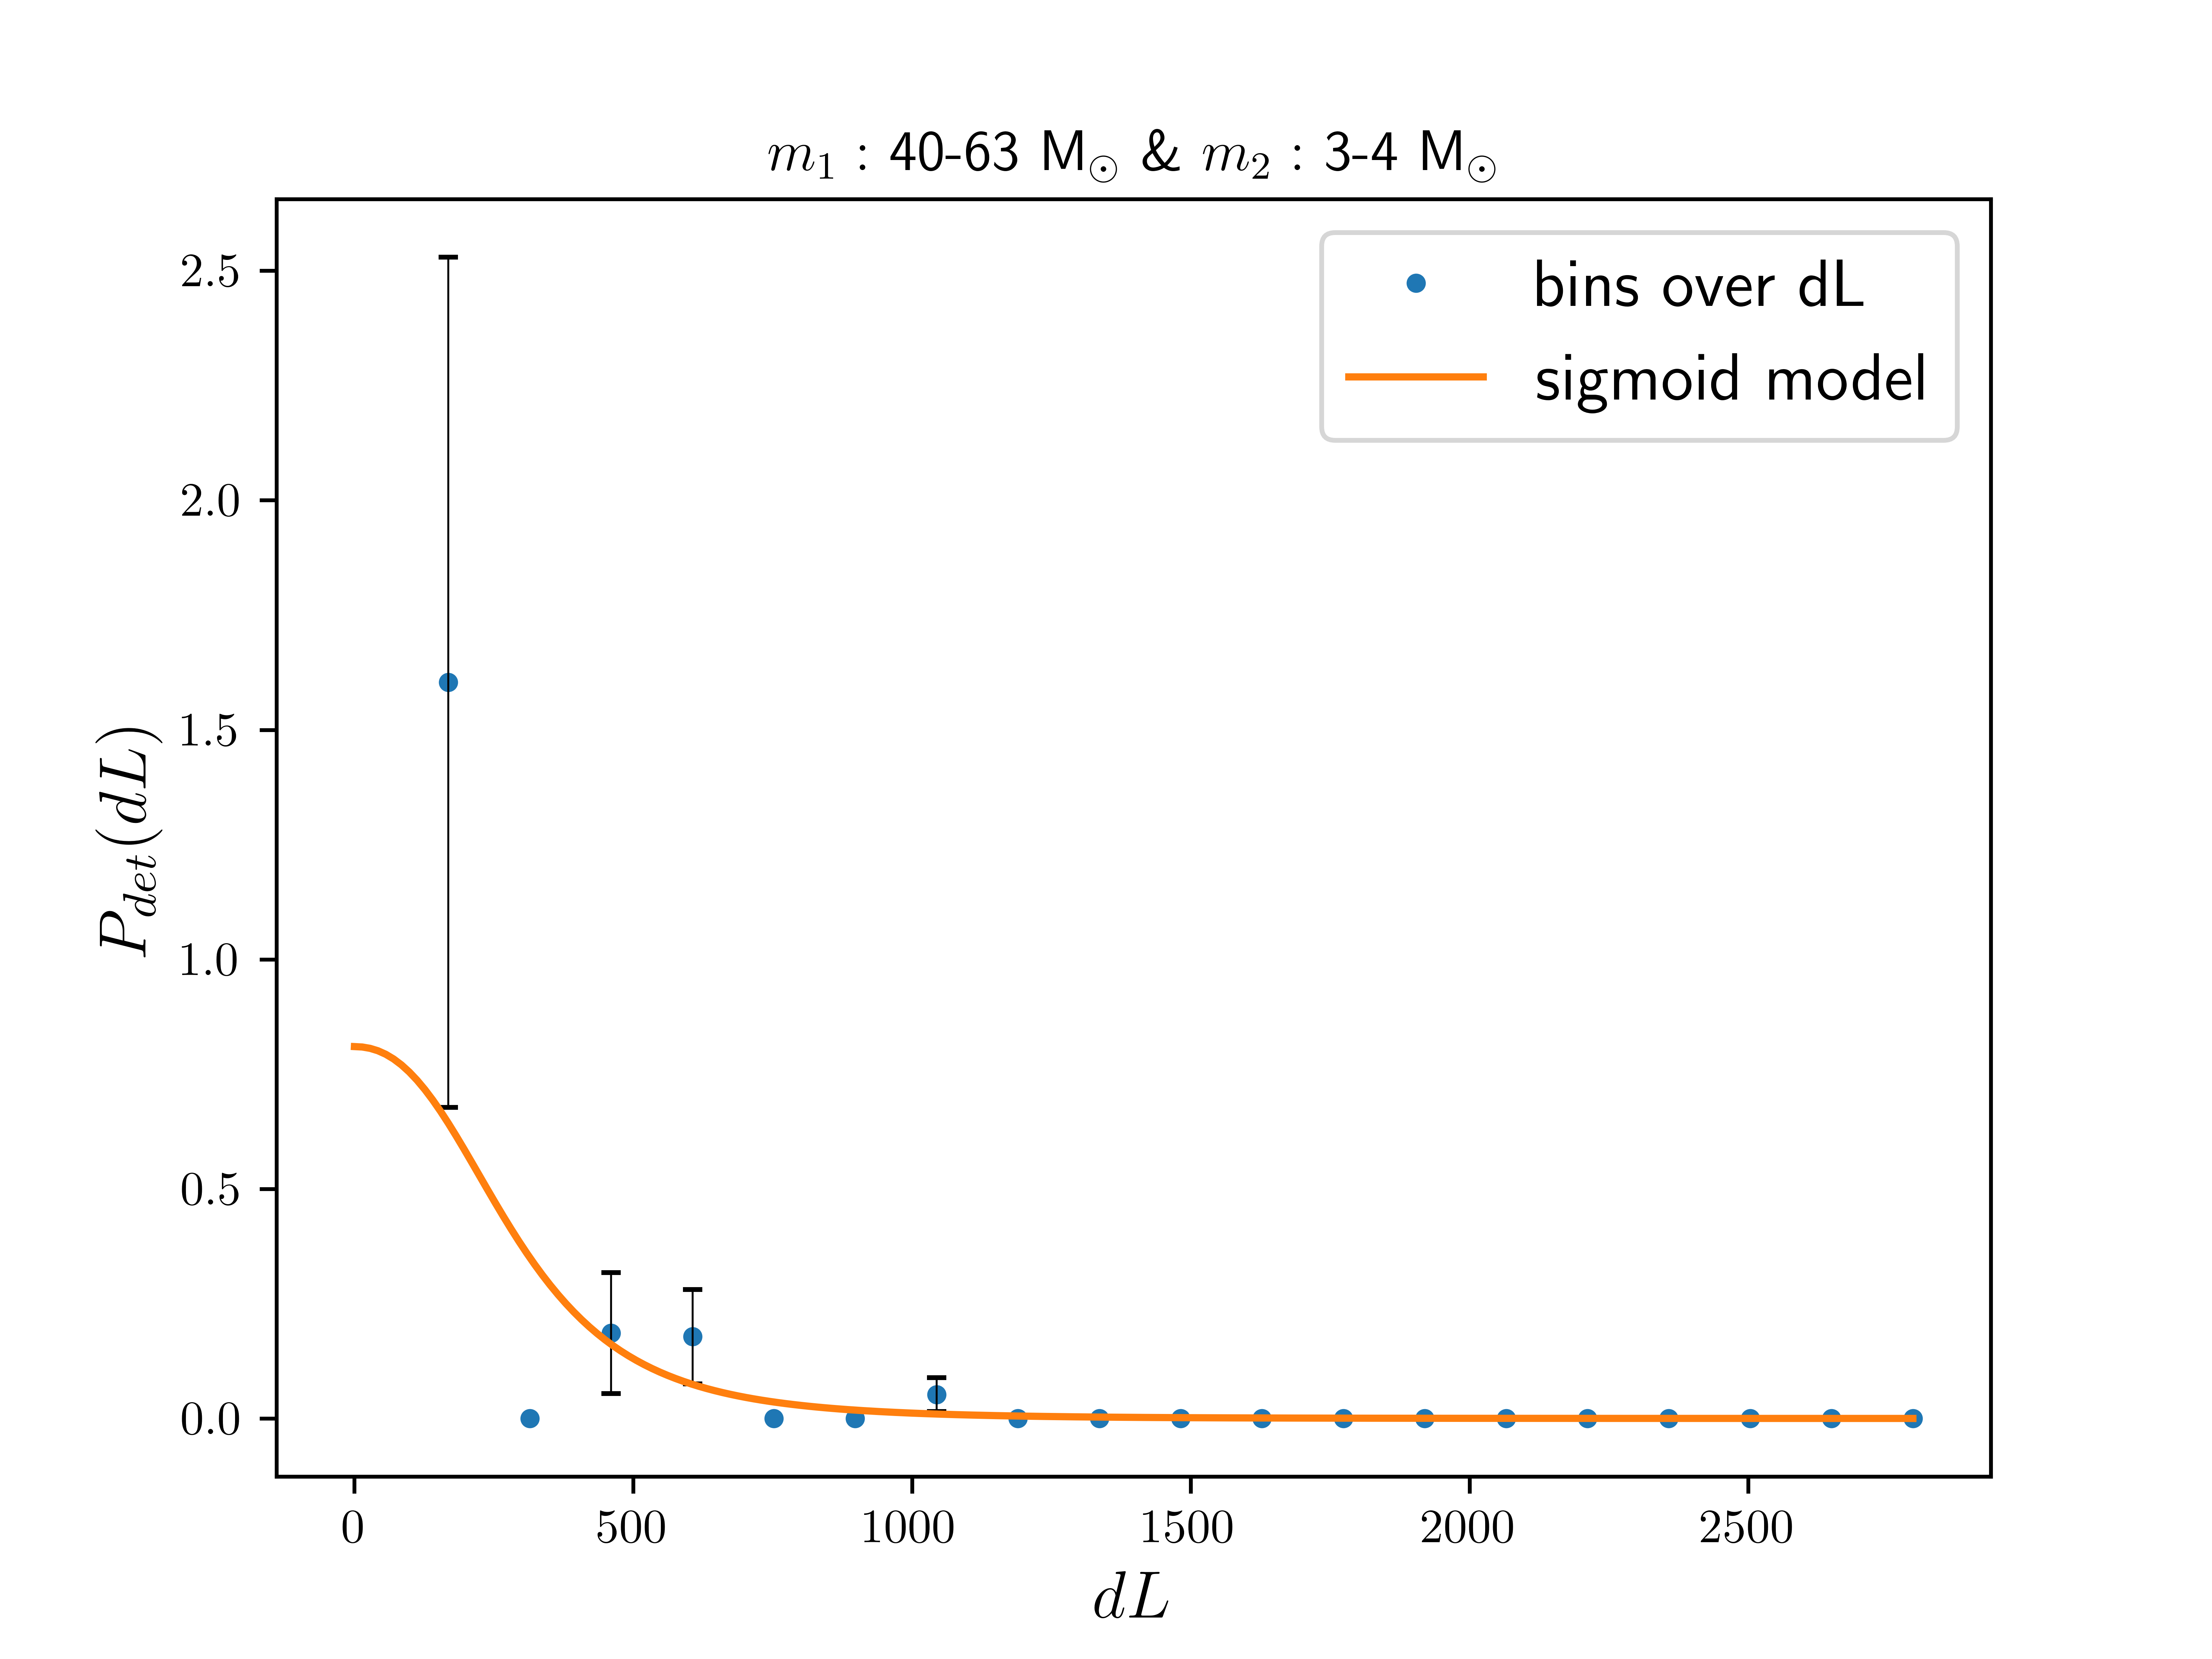 m₁ : 40-63 M⊙ & m₂ : 3-4 M⊙
bins over dL
sigmoid model
2.5
2.0
1.5
1.0
0.5
0.0
P_det(dL)
0 500 1000 1500 2000 2500
dL